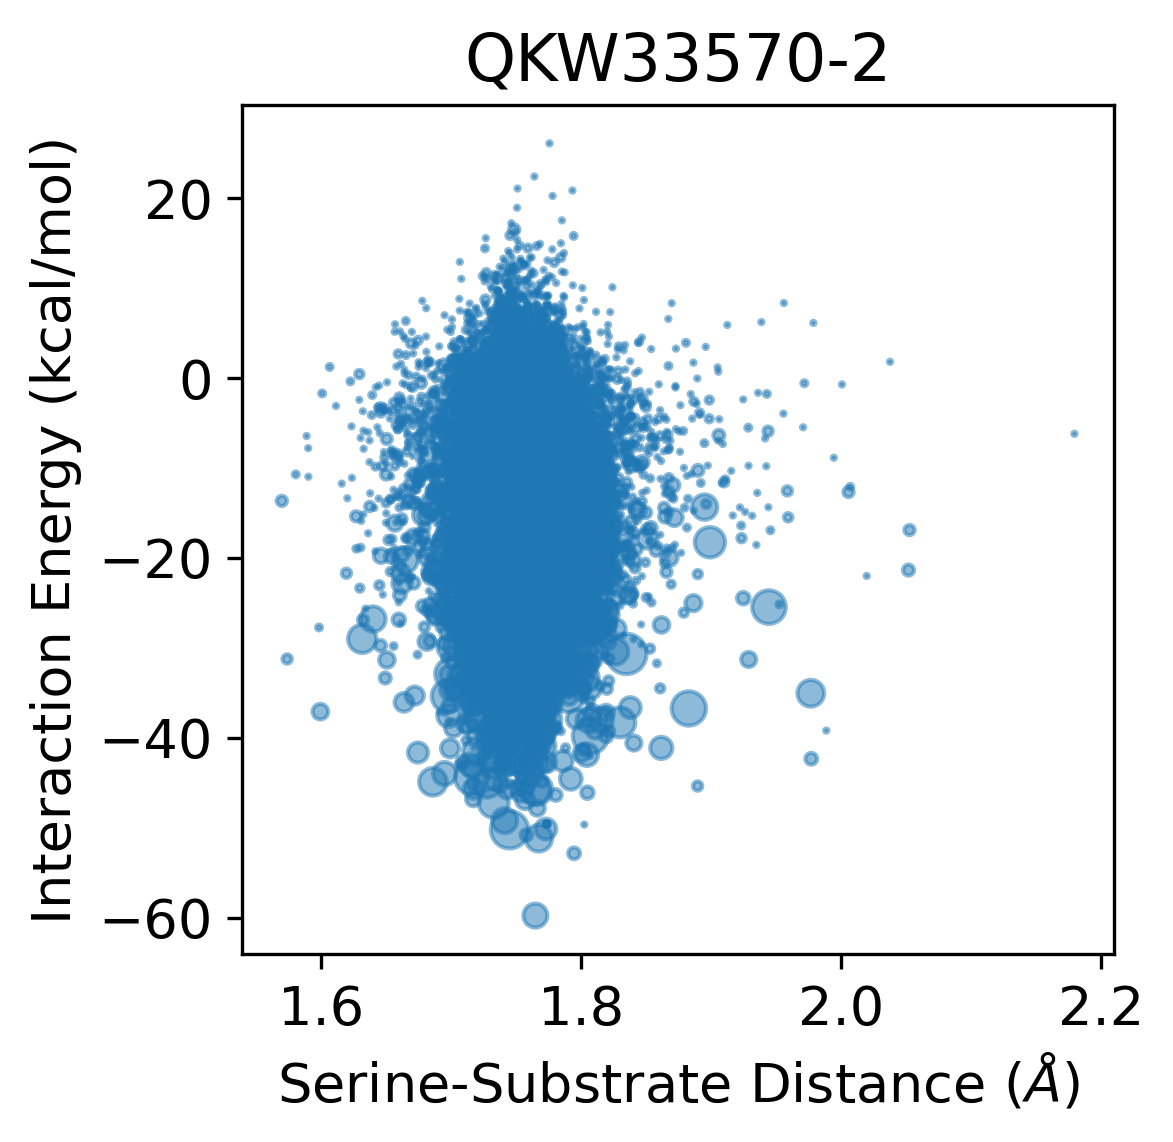 QKW33570-2
Interaction Energy (kcal/mol)
20
0
−20
−40
−60
1.6 1.8 2.0 2.2
Serine-Substrate Distance (Å)